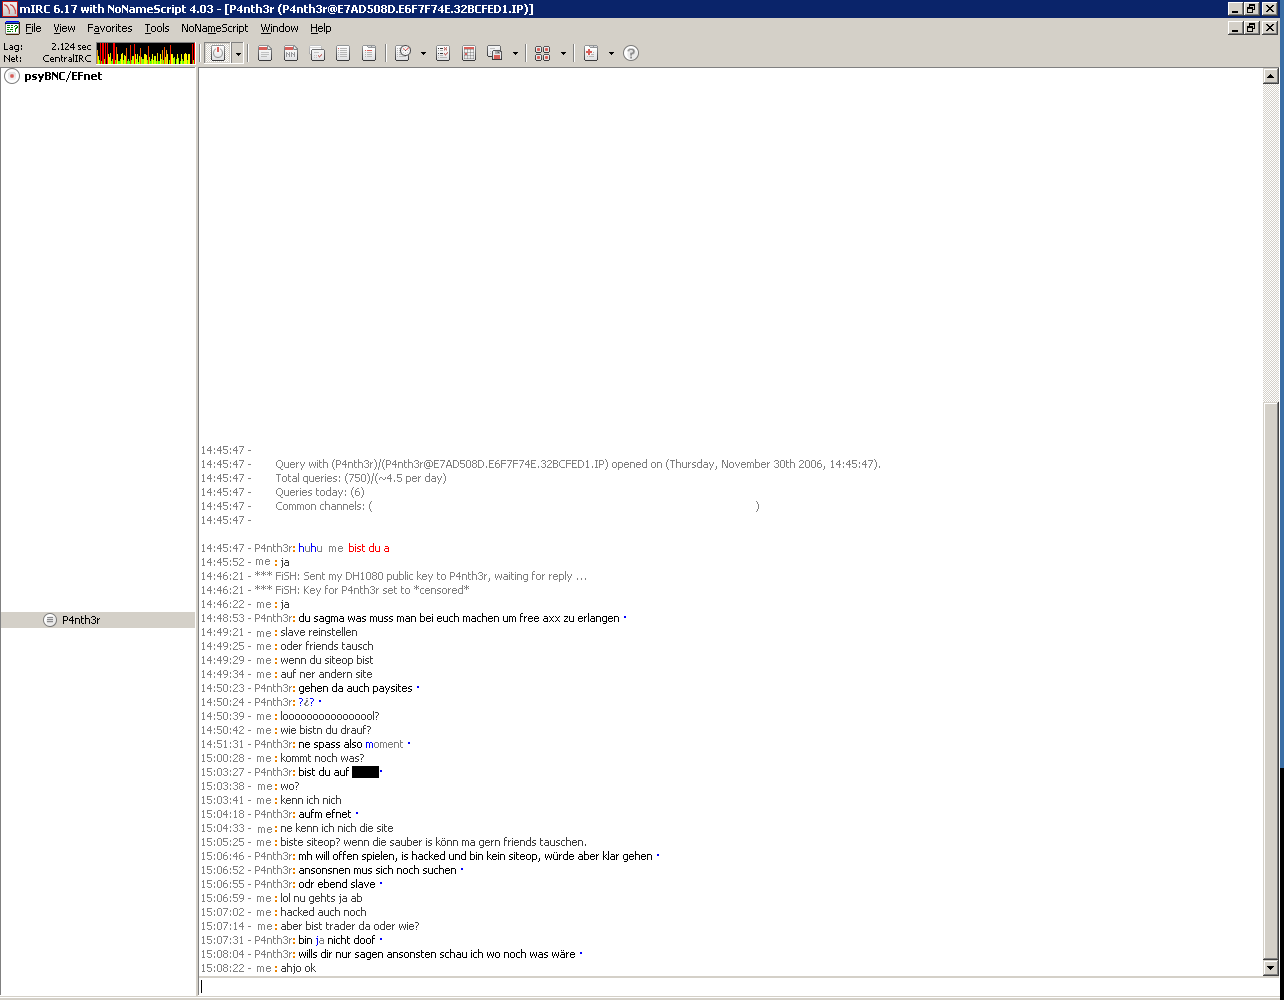 mIRC 6.17 with NoNameScript 4.03 - [P4nth3r (P4nth3r@E7AD508D.E6F7F74E.32BCFED1.IP)]
File View Favorites Tools NoNameScript Window Help
Lag: 2.124 sec
Net: CentralIRC
psyBNC/EFnet
P4nth3r
14:45:47 -
14:45:47 - Query with (P4nth3r)/(P4nth3r@E7AD508D.E6F7F74E.32BCFED1.IP) opened on (Thursday, November 30th 2006, 14:45:47).
14:45:47 - Total queries: (750)/(~4.5 per day)
14:45:47 - Queries today: (6)
14:45:47 - Common channels: ( )
14:45:47 -
14:45:47 - P4nth3r: huhu me bist du a
14:45:52 - me : ja
14:46:21 - *** FiSH: Sent my DH1080 public key to P4nth3r, waiting for reply ...
14:46:21 - *** FiSH: Key for P4nth3r set to *censored*
14:46:22 - me : ja
14:48:53 - P4nth3r: du sagma was muss man bei euch machen um free axx zu erlangen •
14:49:21 - me : slave reinstellen
14:49:25 - me : oder friends tausch
14:49:29 - me : wenn du siteop bist
14:49:34 - me : auf ner andern site
14:50:23 - P4nth3r: gehen da auch paysites •
14:50:24 - P4nth3r: ?¿? •
14:50:39 - me : looooooooooooooool?
14:50:42 - me : wie bistn du drauf?
14:51:31 - P4nth3r: ne spass also moment •
15:00:28 - me : kommt noch was?
15:03:27 - P4nth3r: bist du auf •
15:03:38 - me : wo?
15:03:41 - me : kenn ich nich
15:04:18 - P4nth3r: aufm efnet •
15:04:33 - me : ne kenn ich nich die site
15:05:25 - me : biste siteop? wenn die sauber is könn ma gern friends tauschen.
15:06:46 - P4nth3r: mh will offen spielen, is hacked und bin kein siteop, würde aber klar gehen •
15:06:52 - P4nth3r: ansonsnen mus sich noch suchen •
15:06:55 - P4nth3r: odr ebend slave •
15:06:59 - me : lol nu gehts ja ab
15:07:02 - me : hacked auch noch
15:07:14 - me : aber bist trader da oder wie?
15:07:31 - P4nth3r: bin ja nicht doof •
15:08:04 - P4nth3r: wills dir nur sagen ansonsten schau ich wo noch was wäre •
15:08:22 - me : ahjo ok